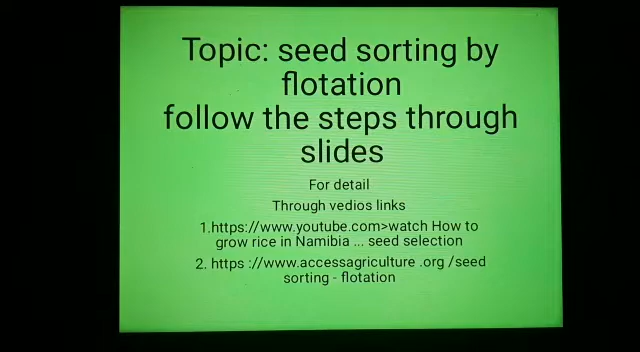 Topic: seed sorting by
flotation
follow the steps through
slides
For detail
Through vedios links
1.https://www.youtube.com>watch How to
grow rice in Namibia ... seed selection
2. https ://www.accessagriculture .org /seed
sorting - flotation